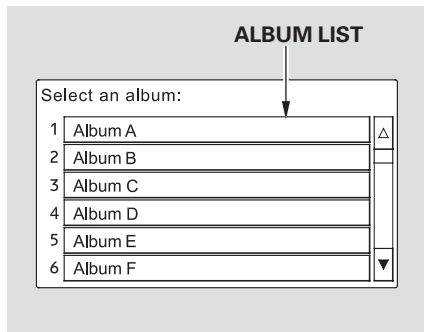 ALBUM LIST
Select an album:
1 Album A
2 Album B
3 Album C
4 Album D
5 Album E
6 Album F